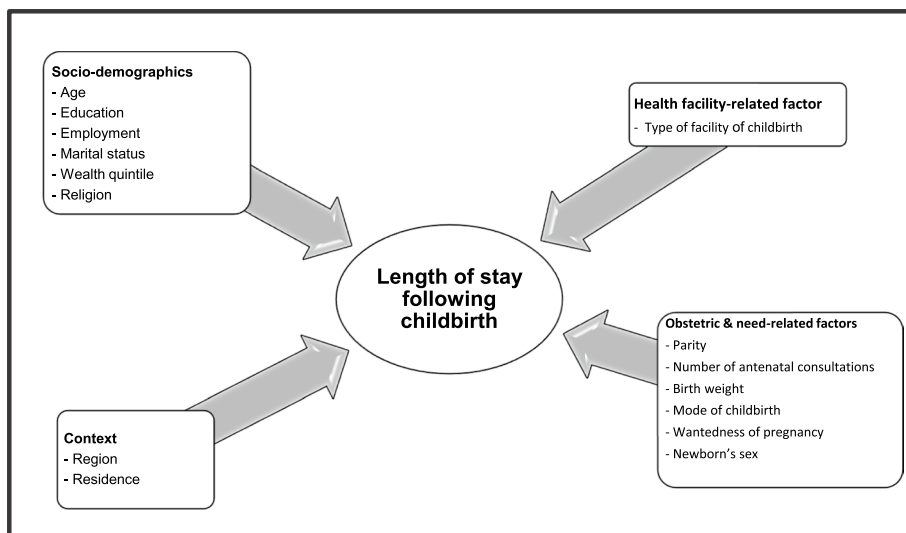 Socio-demographics
- Age
- Education
- Employment
- Marital status
- Wealth quintile
- Religion
Health facility-related factor
- Type of facility of childbirth
Length of stay
following
childbirth
Context
- Region
- Residence
Obstetric & need-related factors
- Parity
- Number of antenatal consultations
- Birth weight
- Mode of childbirth
- Wantedness of pregnancy
- Newborn’s sex